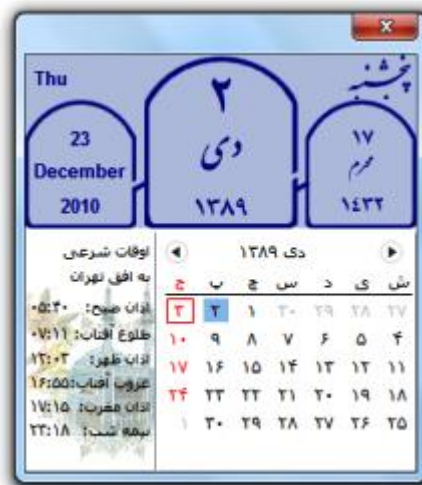 Thu
پنجشنبه
۱۷
محرم
۱۴۳۲
۲
دی
۱۳۸۹
23
December
2010
دی ۱۳۸۹
ش ی د س چ پ ج
۲۷ ۲۸ ۲۹ ۳۰ ۱ ۲ ۳
۴ ۵ ۶ ۷ ۸ ۹ ۱۰
۱۱ ۱۲ ۱۳ ۱۴ ۱۵ ۱۶ ۱۷
۱۸ ۱۹ ۲۰ ۲۱ ۲۲ ۲۳ ۲۴
۲۵ ۲۶ ۲۷ ۲۸ ۲۹ ۳۰ ۱
اوقات شرعی
به افق تهران
اذان صبح: ۰۵:۴۰
طلوع آفتاب: ۰۷:۱۱
اذان ظهر: ۱۲:۰۳
غروب آفتاب: ۱۶:۵۵
اذان مغرب: ۱۷:۱۵
نیمه شب: ۲۳:۱۸